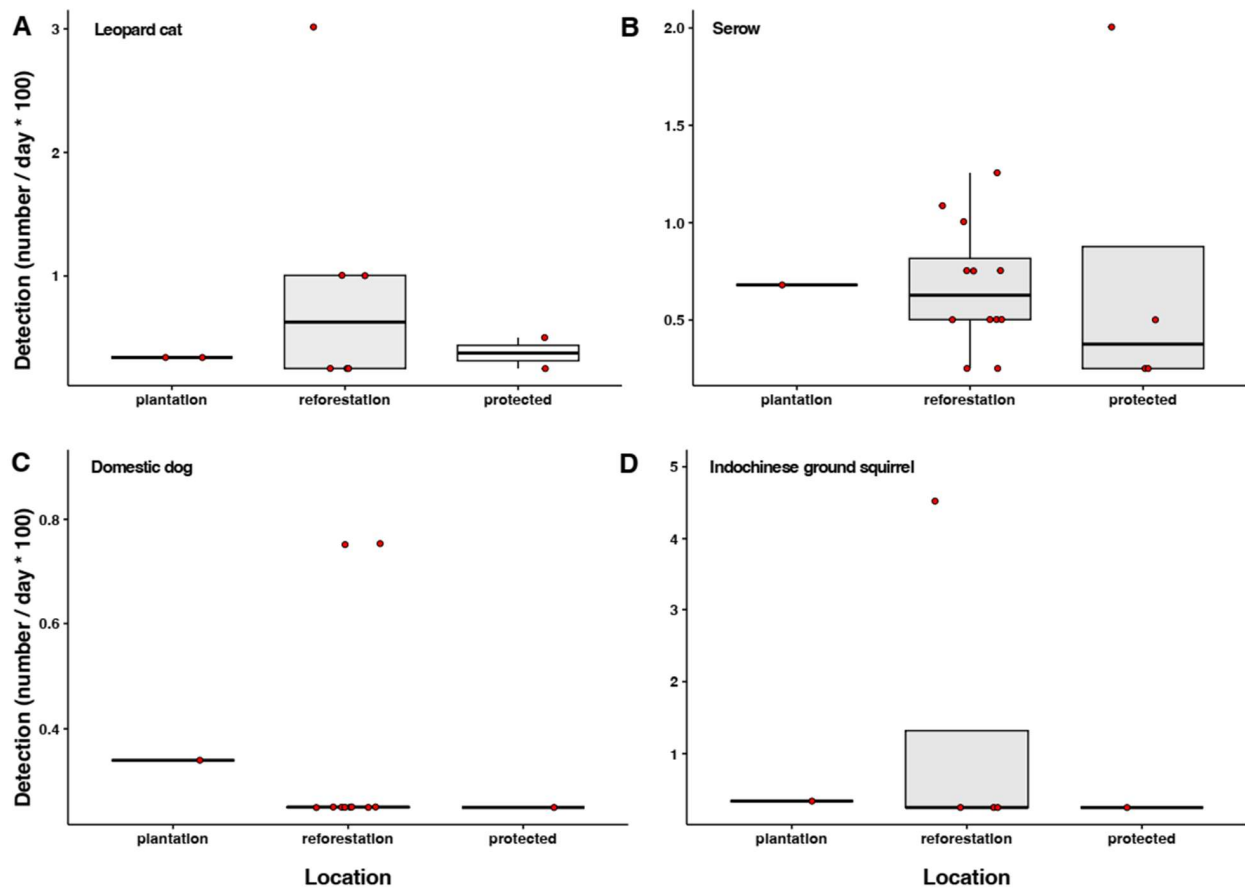 A
Leopard cat
Detection (number / day * 100)
3
2
1
plantation reforestation protected
B
Serow
2.0
1.5
1.0
0.5
plantation reforestation protected
C
Domestic dog
Detection (number / day * 100)
0.8
0.6
0.4
plantation reforestation protected
Location
D
Indochinese ground squirrel
5
4
3
2
1
plantation reforestation protected
Location